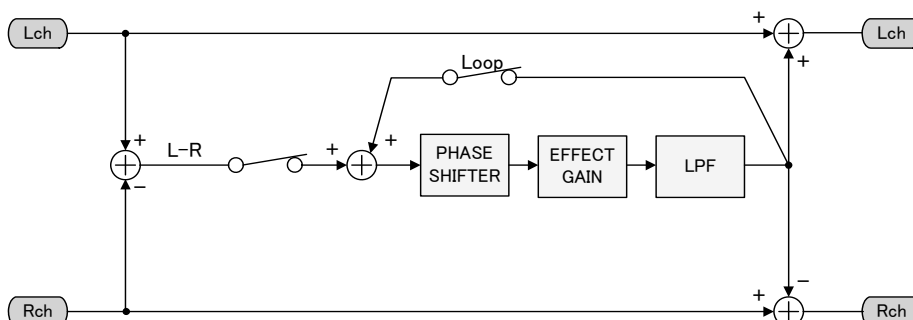 Lch
+
Lch
+
Loop
+
L-R
+
+
−
PHASE
SHIFTER
EFFECT
GAIN
LPF
−
Rch
+
Rch